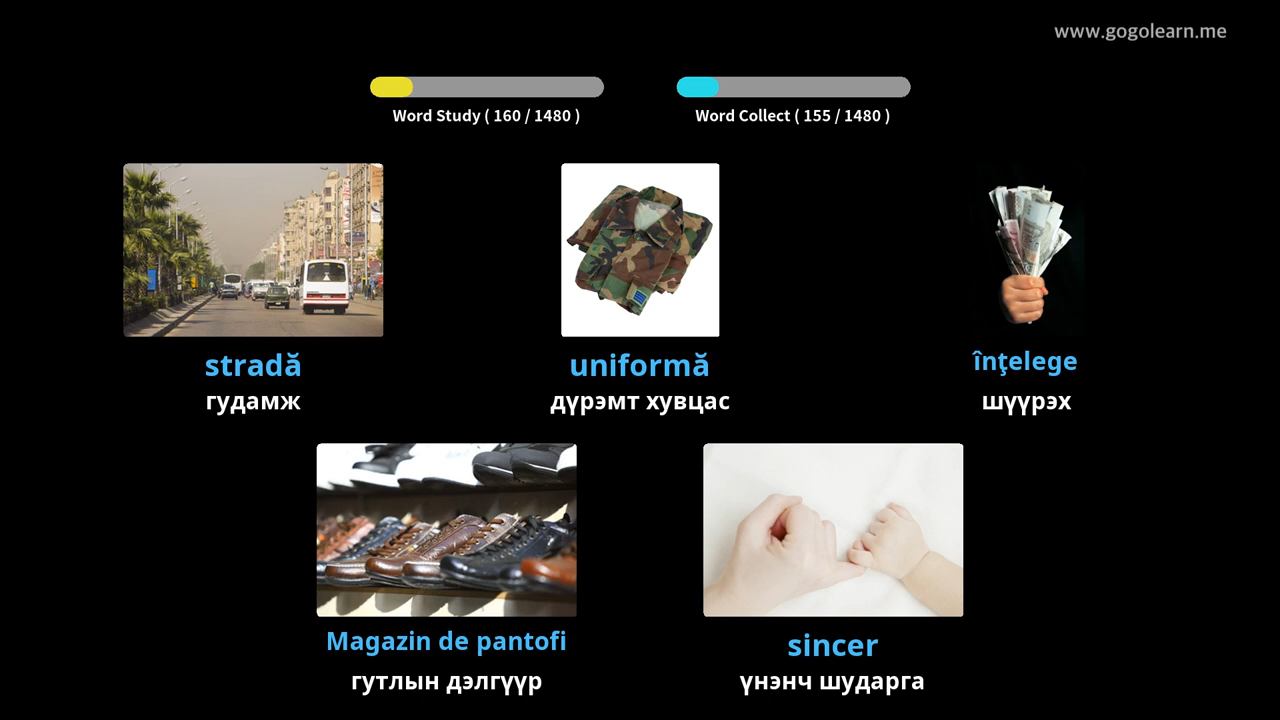 www.gogolearn.me
Word Study ( 160 / 1480 )
Word Collect ( 155 / 1480 )
stradă
гудамж
uniformă
дүрэмт хувцас
înţelege
шүүрэх
Magazin de pantofi
гутлын дэлгүүр
sincer
үнэнч шударга